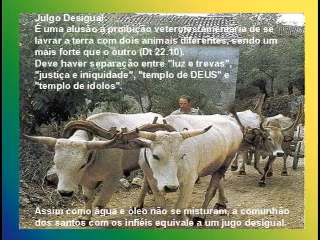 Julgo Desigual:
É uma alusão à proibição veterotestamentária de se
lavrar a terra com dois animais diferentes, sendo um
mais forte que o outro (Dt 22.10).
Deve haver separação entre "luz e trevas",
"justiça e iniquidade", "templo de DEUS" e
"templo de ídolos".
Assim como água e óleo não se misturam, a comunhão
dos santos com os infiéis equivale a um jugo desigual.